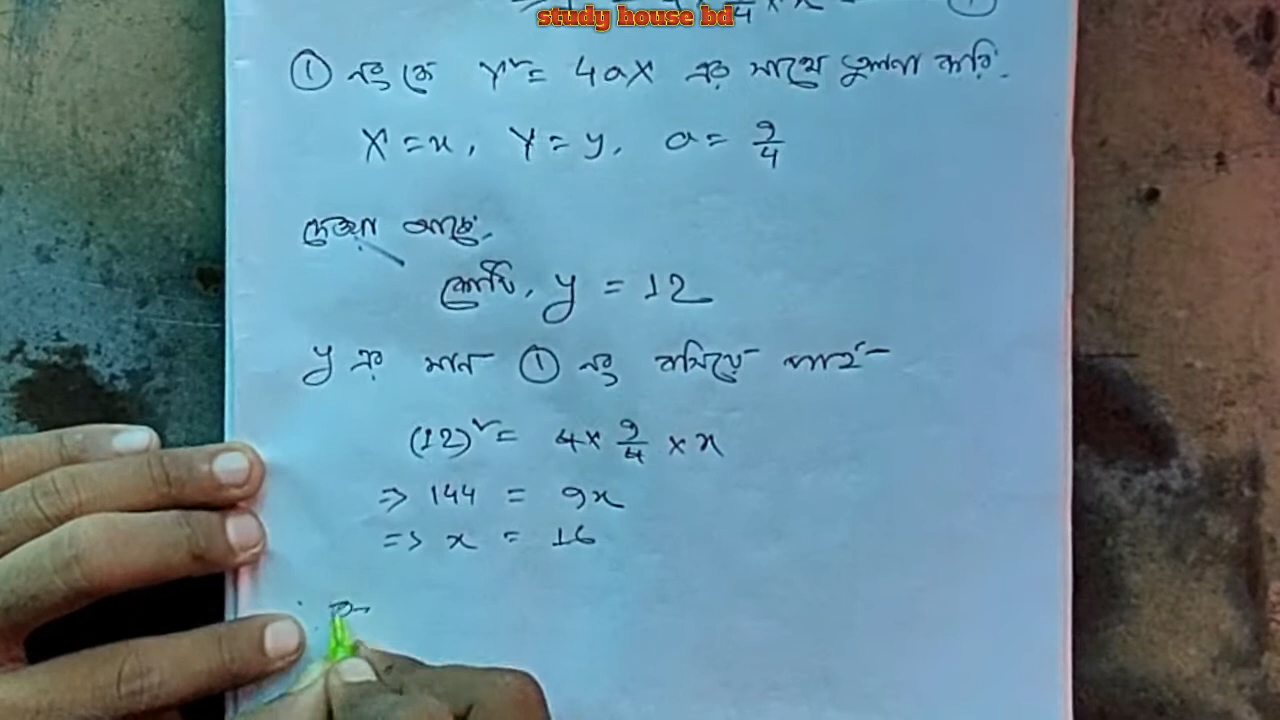 study house bd
① নং কে Y² = 4aX এর সাথে তুলনা করি.
X = x, Y = y, a = 9/4
দেওয়া আছে,
কোটি, y = 12
y এর মান ① নং বসিয়ে পাই-
(12)² = 4 × 9/4 × x
=> 144 = 9x
=> x = 16